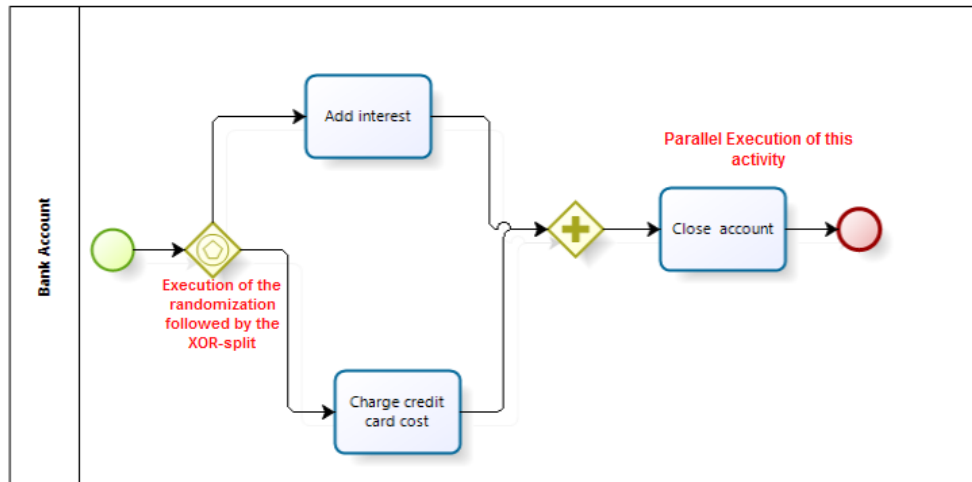 Bank Account
Add interest
Parallel Execution of this
activity
Close account
Execution of the
randomization
followed by the
XOR-split
Charge credit
card cost